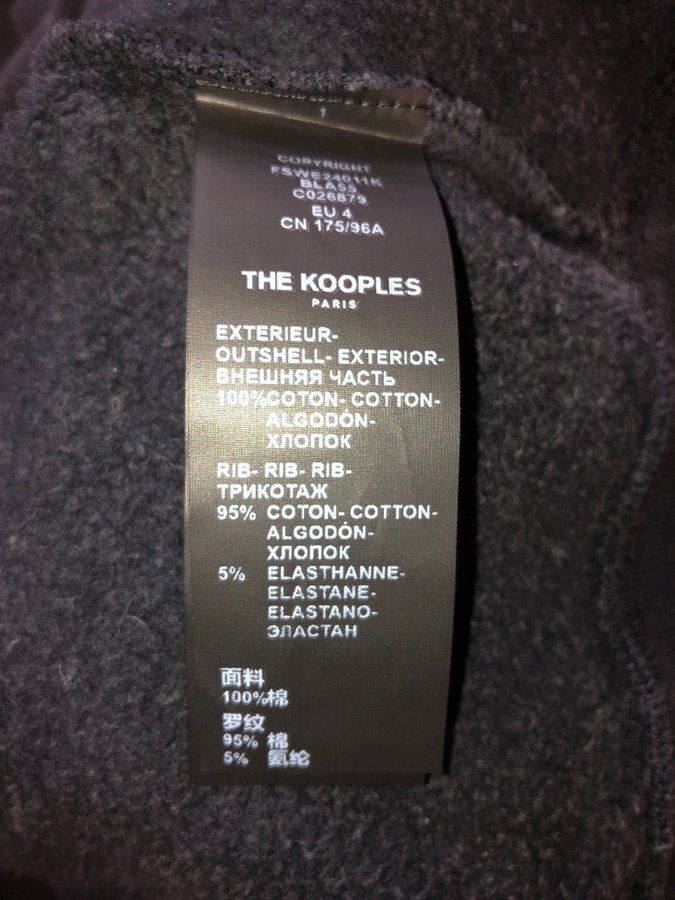 COPYRIGHT
FSWE24011K
BLA55
C026879
EU 4
CN 175/96A
THE KOOPLES
PARIS
EXTERIEUR-
OUTSHELL- EXTERIOR-
ВНЕШНЯЯ ЧАСТЬ
100%COTON- COTTON-
ALGODÓN-
ХЛОПОК
RIB- RIB- RIB-
ТРИКОТАЖ
95% COTON- COTTON-
ALGODÓN-
ХЛОПОК
5% ELASTHANNE-
ELASTANE-
ELASTANO-
ЭЛАСТАН
面料
100%棉
罗纹
95% 棉
5% 氨纶